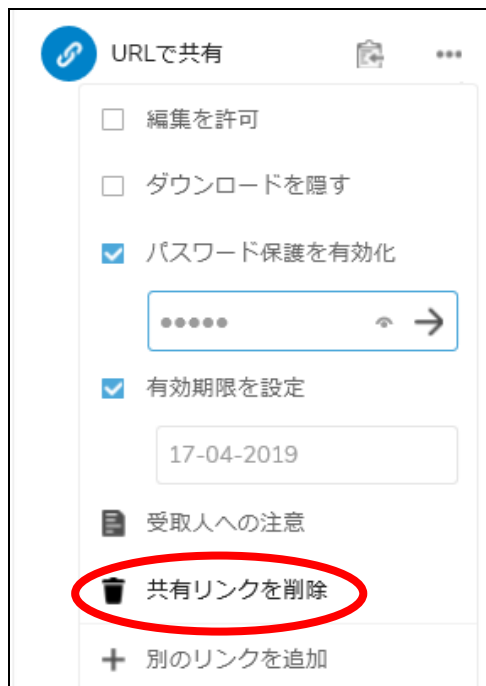 URLで共有
編集を許可
ダウンロードを隠す
パスワード保護を有効化
•••••
有効期限を設定
17-04-2019
受取人への注意
共有リンクを削除
別のリンクを追加